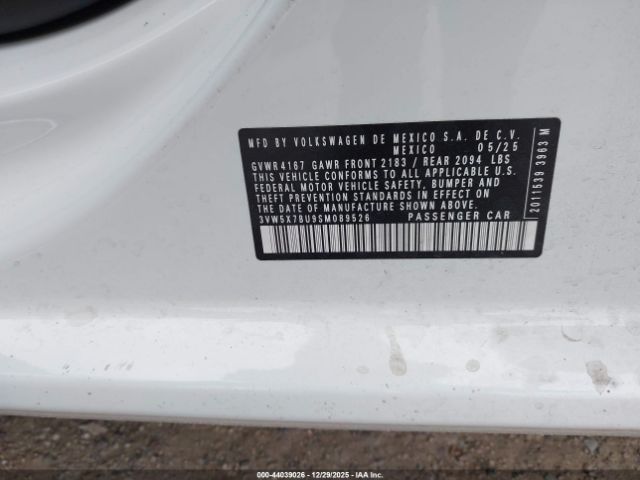 MFD BY VOLKSWAGEN DE MEXICO S.A. DE C.V.
MEXICO 05/25
GVWR 4167 GAWR FRONT 2183 / REAR 2094 LBS
THIS VEHICLE CONFORMS TO ALL APPLICABLE U.S.
FEDERAL MOTOR VEHICLE SAFETY, BUMPER AND
THEFT PREVENTION STANDARDS IN EFFECT ON THE
DATE OF MANUFACTURE SHOWN ABOVE
3VW5X7BU9SM089526 PASSENGER CAR
2011539 3963 M
000-44039026 | 12/29/2025 | IAA Inc.